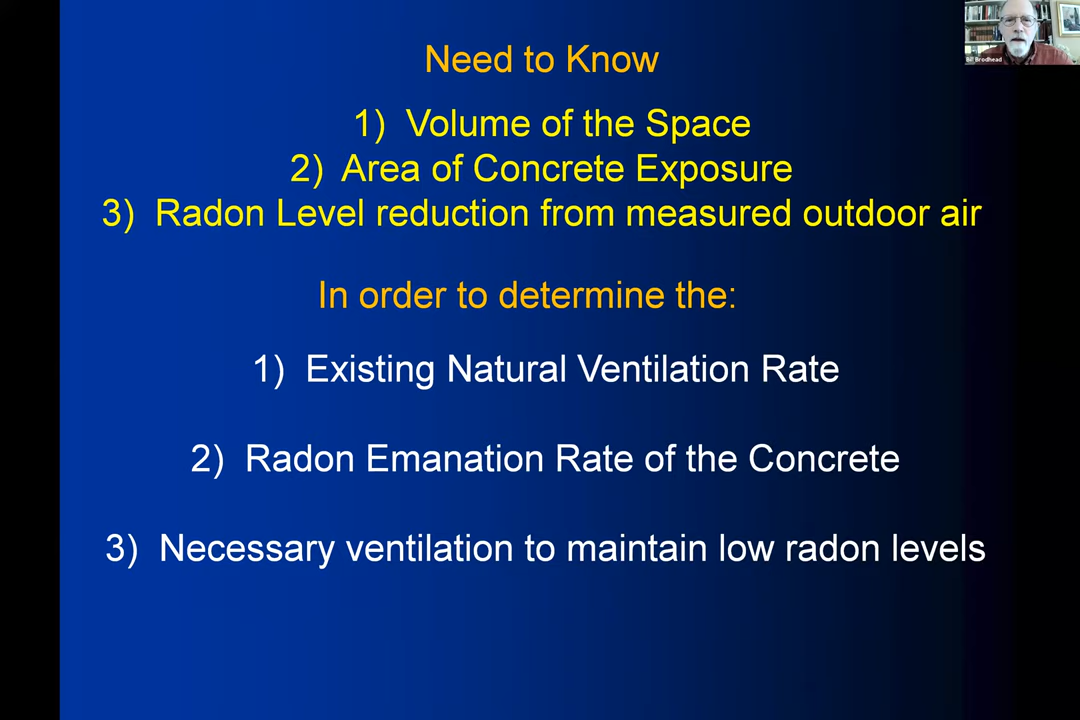 Need to Know
1) Volume of the Space
2) Area of Concrete Exposure
3) Radon Level reduction from measured outdoor air
In order to determine the:
1) Existing Natural Ventilation Rate
2) Radon Emanation Rate of the Concrete
3) Necessary ventilation to maintain low radon levels
Bill Brodhead